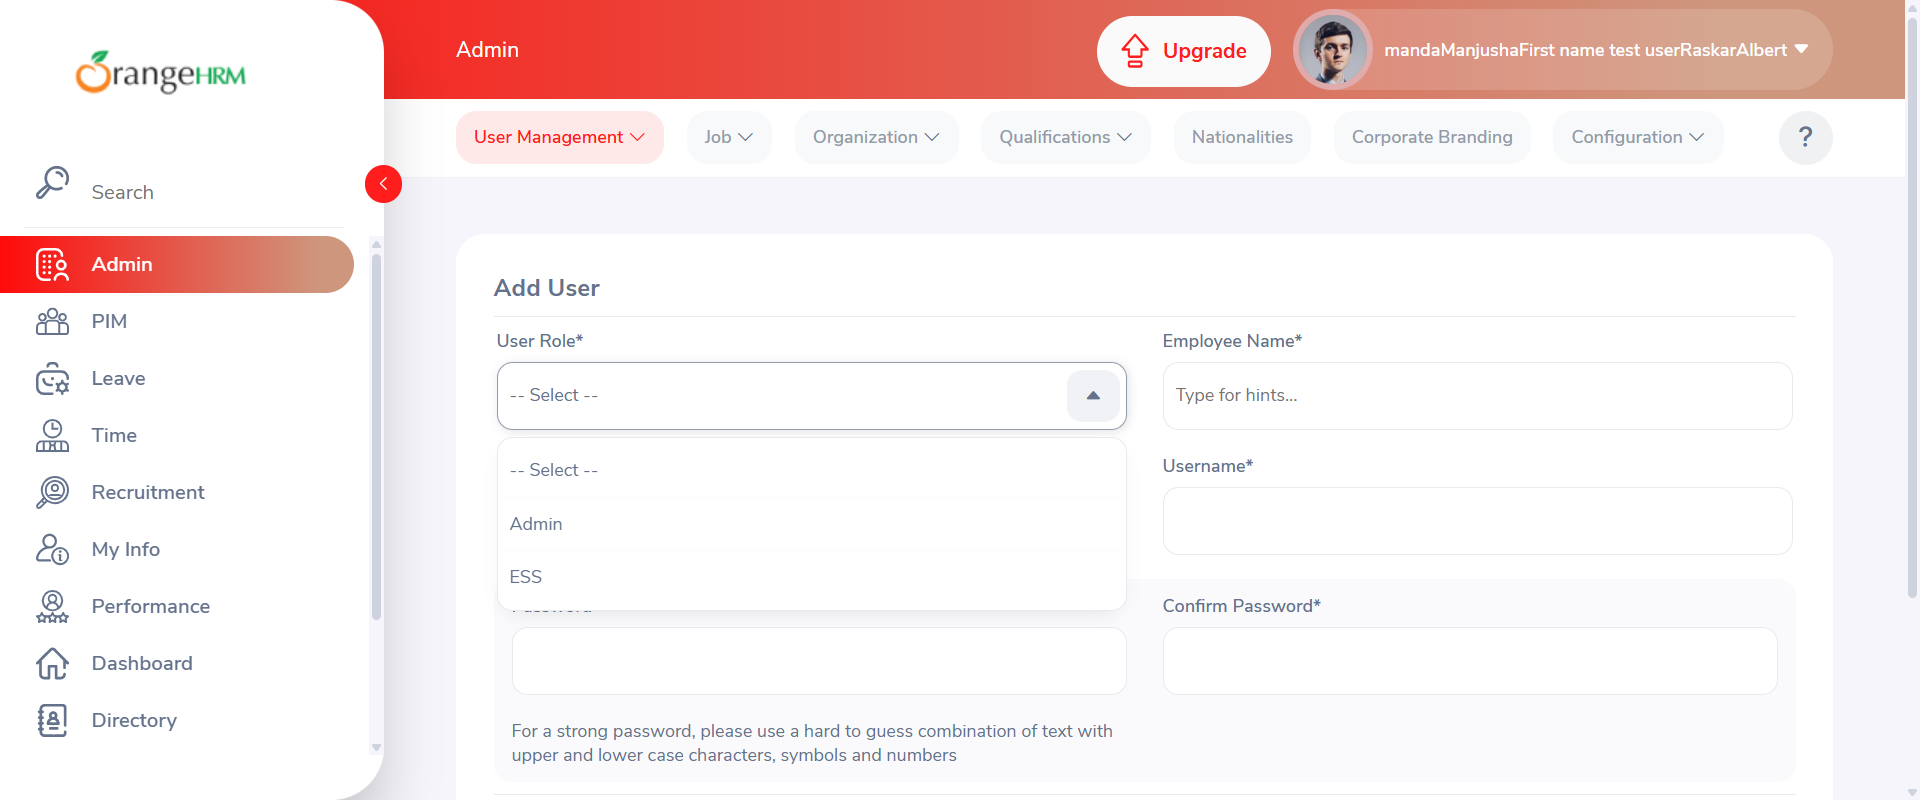 OrangeHRM
Admin
Upgrade
mandaManjushaFirst name test userRaskarAlbert
User Management
Job
Organization
Qualifications
Nationalities
Corporate Branding
Configuration
?
Search
Admin
PIM
Leave
Time
Recruitment
My Info
Performance
Dashboard
Directory
Add User
User Role*
-- Select --
-- Select --
Admin
ESS
Employee Name*
Type for hints...
Username*
Confirm Password*
For a strong password, please use a hard to guess combination of text with
upper and lower case characters, symbols and numbers